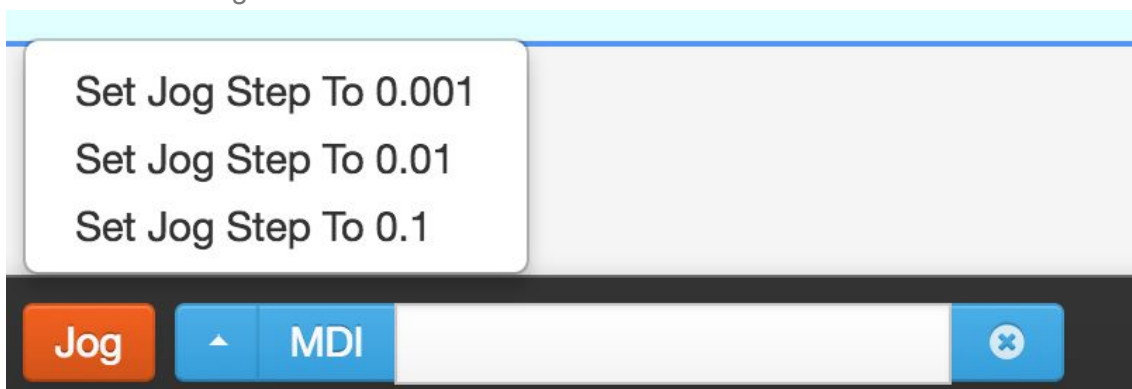 Set Jog Step To 0.001
Set Jog Step To 0.01
Set Jog Step To 0.1
Jog
MDI